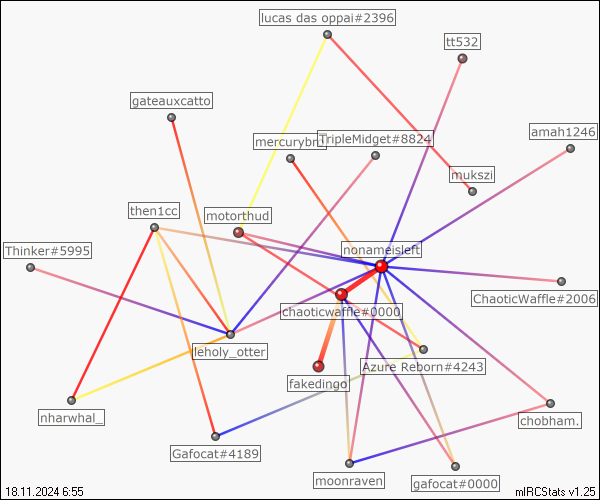 lucas das oppai#2396
tt532
gateauxcatto
amah1246
TripleMidget#8824
mukszi
then1cc
motorthud
nonameisleft
Thinker#5995
ChaoticWaffle#2006
chaoticwaffle#0000
leholy_otter
Azure Reborn#4243
fakedingo
nharwhal_
chobham.
Gafocat#4189
moonraven
gafocat#0000
18.11.2024 6:55
mIRCStats v1.25